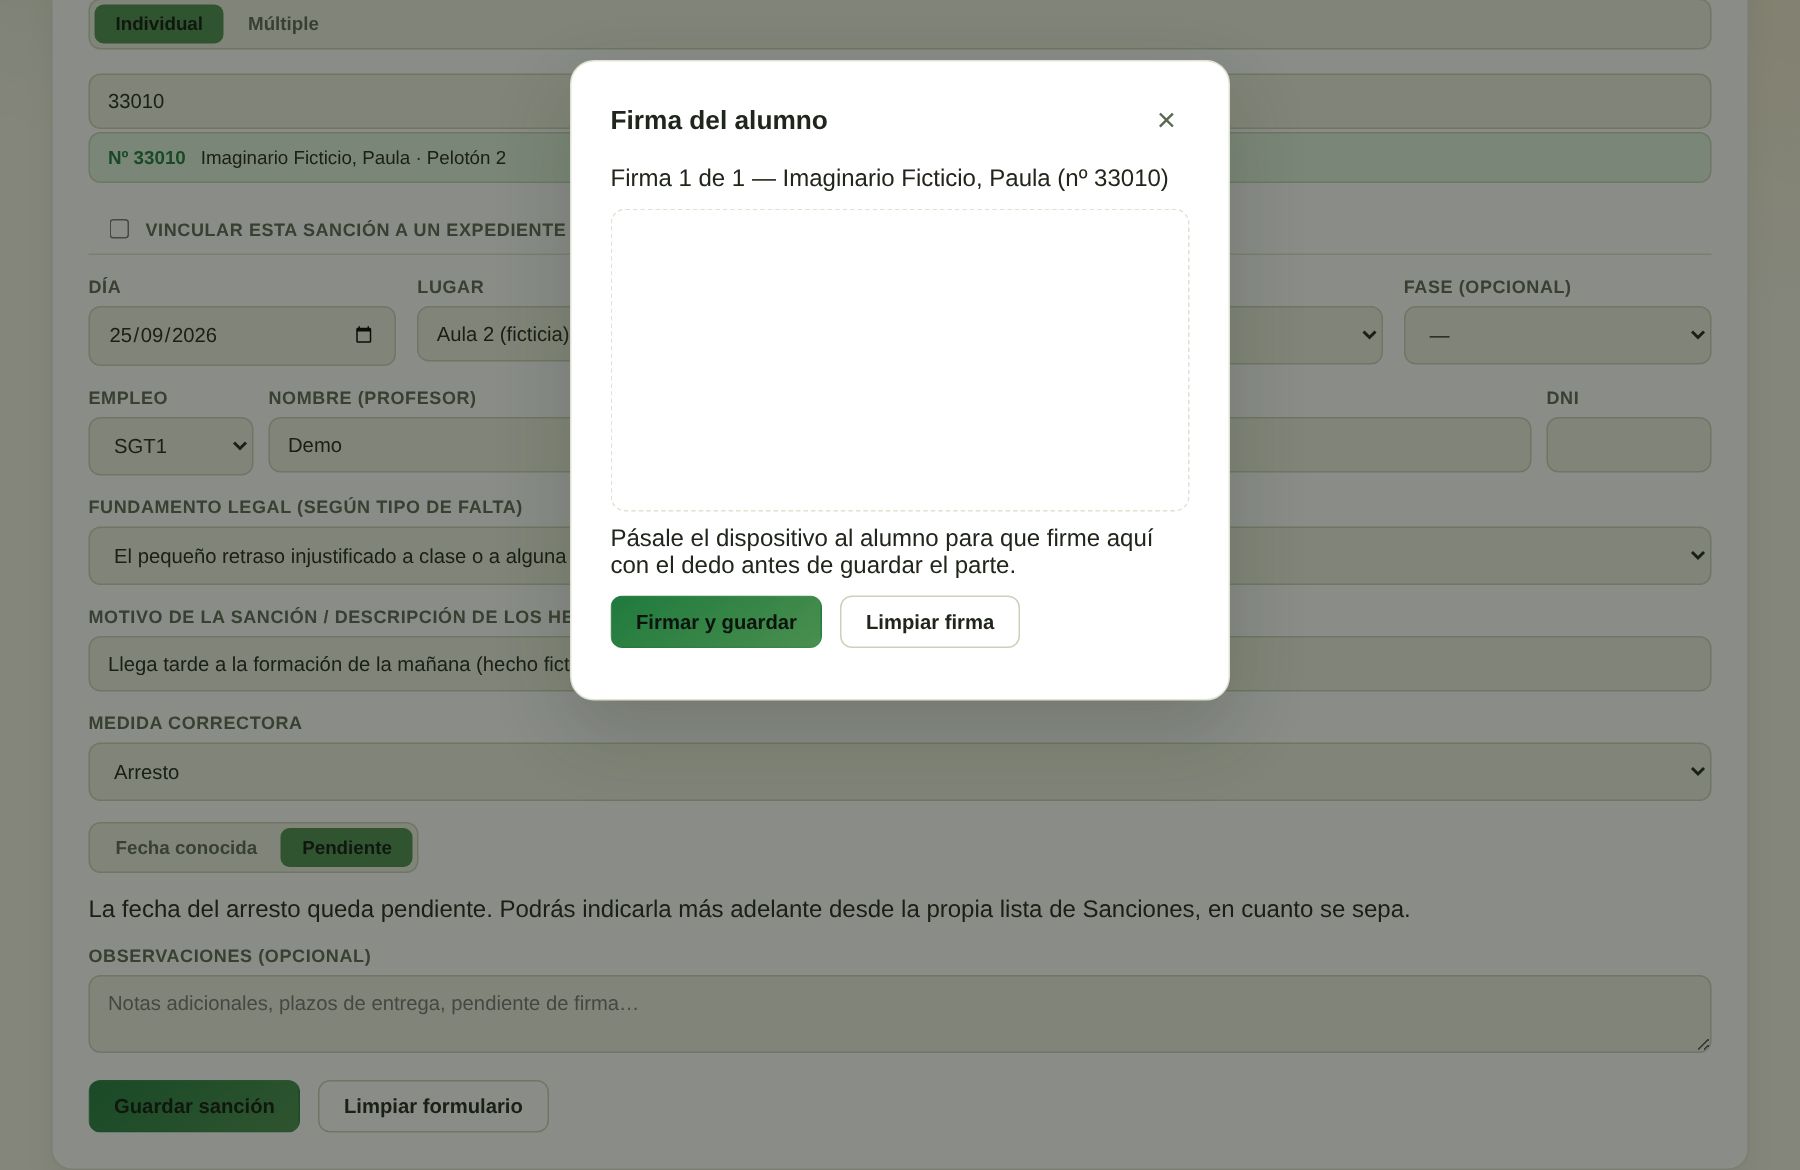 Individual Múltiple
33010
Nº 33010 Imaginario Ficticio, Paula · Pelotón 2
VINCULAR ESTA SANCIÓN A UN EXPEDIENTE
DÍA LUGAR FASE (OPCIONAL)
25/09/2026 Aula 2 (ficticia) —
EMPLEO NOMBRE (PROFESOR) DNI
SGT1 Demo
FUNDAMENTO LEGAL (SEGÚN TIPO DE FALTA)
El pequeño retraso injustificado a clase o a alguna
MOTIVO DE LA SANCIÓN / DESCRIPCIÓN DE LOS HE
Llega tarde a la formación de la mañana (hecho fict
MEDIDA CORRECTORA
Arresto
Fecha conocida Pendiente
La fecha del arresto queda pendiente. Podrás indicarla más adelante desde la propia lista de Sanciones, en cuanto se sepa.
OBSERVACIONES (OPCIONAL)
Notas adicionales, plazos de entrega, pendiente de firma…
Guardar sanción Limpiar formulario
Firma del alumno ✕
Firma 1 de 1 — Imaginario Ficticio, Paula (nº 33010)
Pásale el dispositivo al alumno para que firme aquí
con el dedo antes de guardar el parte.
Firmar y guardar Limpiar firma